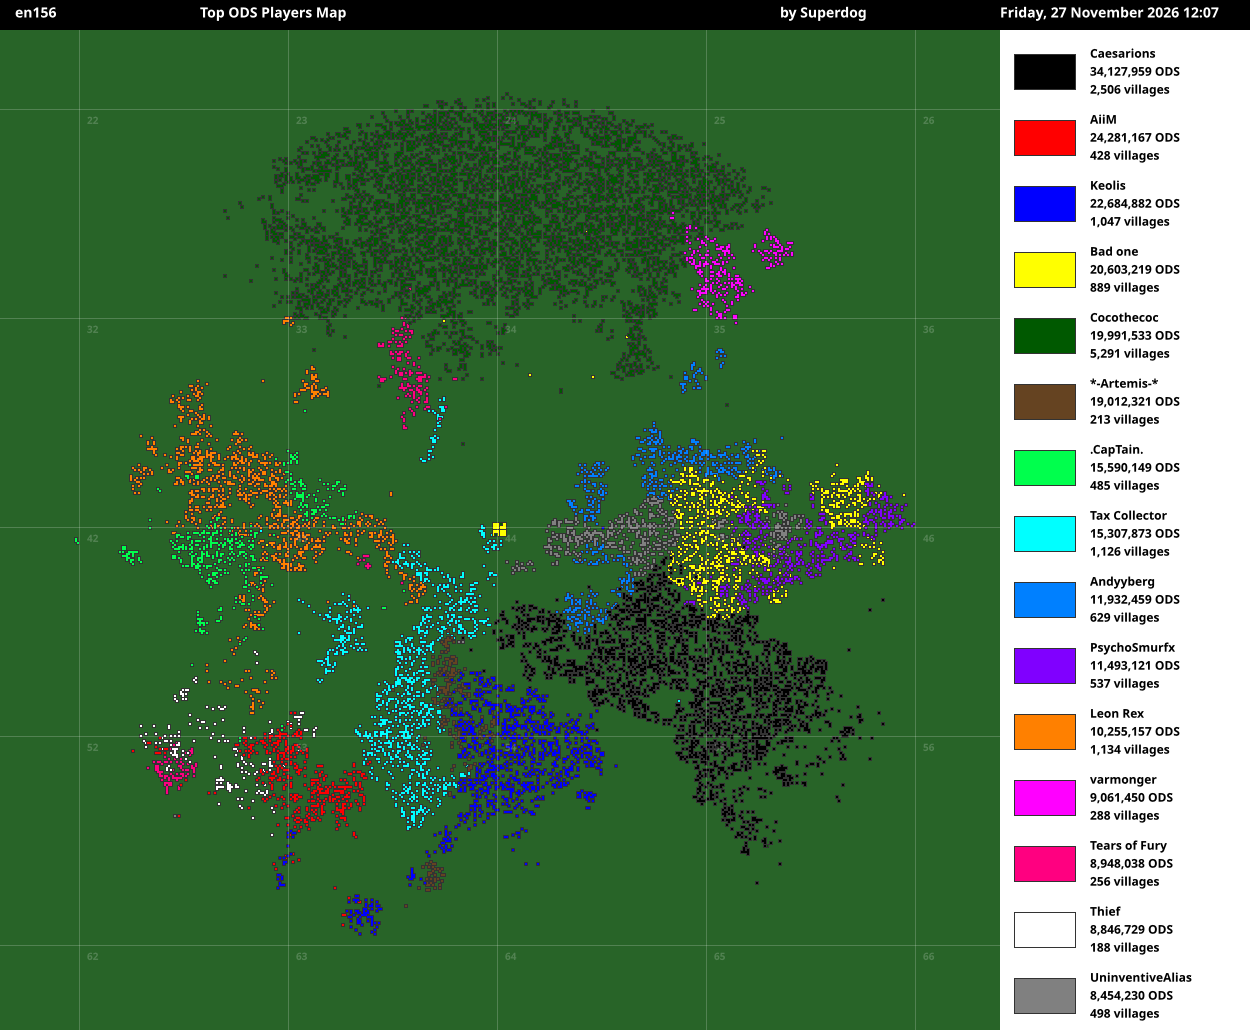 en156 Top ODS Players Map by Superdog Friday, 27 November 2026 12:07
Caesarions
34,127,959 ODS
2,506 villages
AiiM
24,281,167 ODS
428 villages
Keolis
22,684,882 ODS
1,047 villages
Bad one
20,603,219 ODS
889 villages
Cocothecoc
19,991,533 ODS
5,291 villages
*-Artemis-*
19,012,321 ODS
213 villages
.CapTain.
15,590,149 ODS
485 villages
Tax Collector
15,307,873 ODS
1,126 villages
Andyyberg
11,932,459 ODS
629 villages
PsychoSmurfx
11,493,121 ODS
537 villages
Leon Rex
10,255,157 ODS
1,134 villages
varmonger
9,061,450 ODS
288 villages
Tears of Fury
8,948,038 ODS
256 villages
Thief
8,846,729 ODS
188 villages
UninventiveAlias
8,454,230 ODS
498 villages
22 23 24 25 26
32 33 34 35 36
42 44 46
52 53 56
62 63 64 65 66